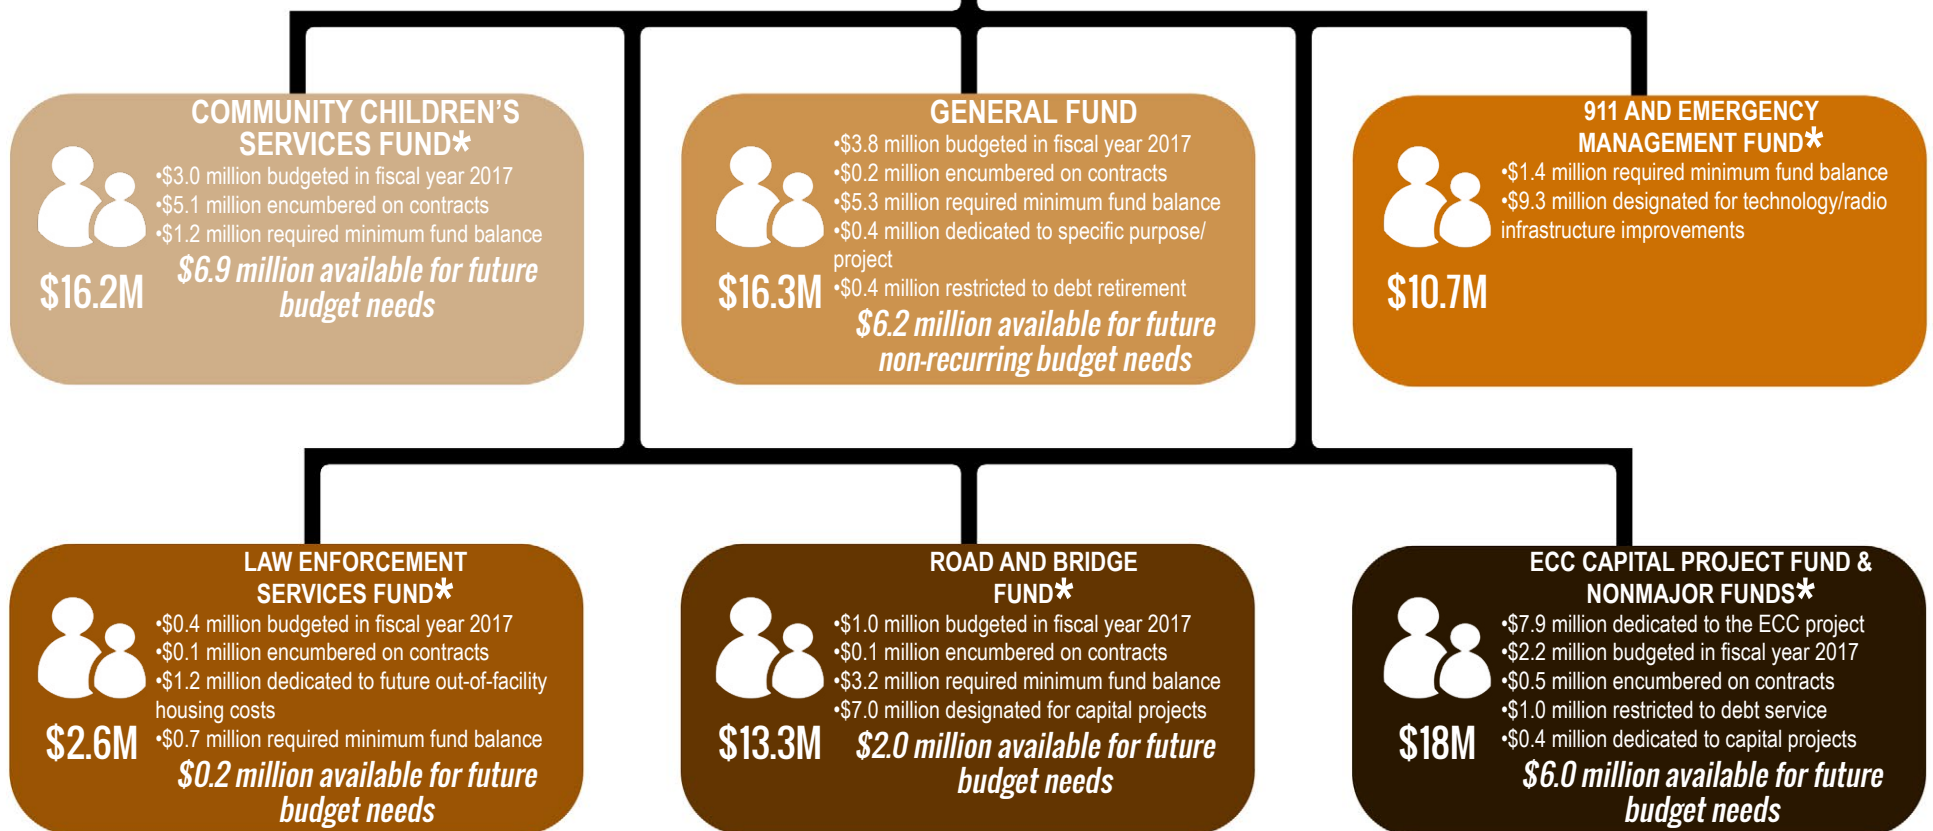 COMMUNITY CHILDREN’S
SERVICES FUND*
•$3.0 million budgeted in fiscal year 2017
•$5.1 million encumbered on contracts
•$1.2 million required minimum fund balance
$6.9 million available for future
budget needs
$16.2M
GENERAL FUND
•$3.8 million budgeted in fiscal year 2017
•$0.2 million encumbered on contracts
•$5.3 million required minimum fund balance
•$0.4 million dedicated to specific purpose/
project
•$0.4 million restricted to debt retirement
$6.2 million available for future
non-recurring budget needs
$16.3M
911 AND EMERGENCY
MANAGEMENT FUND*
•$1.4 million required minimum fund balance
•$9.3 million designated for technology/radio
infrastructure improvements
$10.7M
LAW ENFORCEMENT
SERVICES FUND*
•$0.4 million budgeted in fiscal year 2017
•$0.1 million encumbered on contracts
•$1.2 million dedicated to future out-of-facility
housing costs
•$0.7 million required minimum fund balance
$0.2 million available for future
budget needs
$2.6M
ROAD AND BRIDGE
FUND*
•$1.0 million budgeted in fiscal year 2017
•$0.1 million encumbered on contracts
•$3.2 million required minimum fund balance
•$7.0 million designated for capital projects
$2.0 million available for future
budget needs
$13.3M
ECC CAPITAL PROJECT FUND &
NONMAJOR FUNDS*
•$7.9 million dedicated to the ECC project
•$2.2 million budgeted in fiscal year 2017
•$0.5 million encumbered on contracts
•$1.0 million restricted to debt service
•$0.4 million dedicated to capital projects
$6.0 million available for future
budget needs
$18M